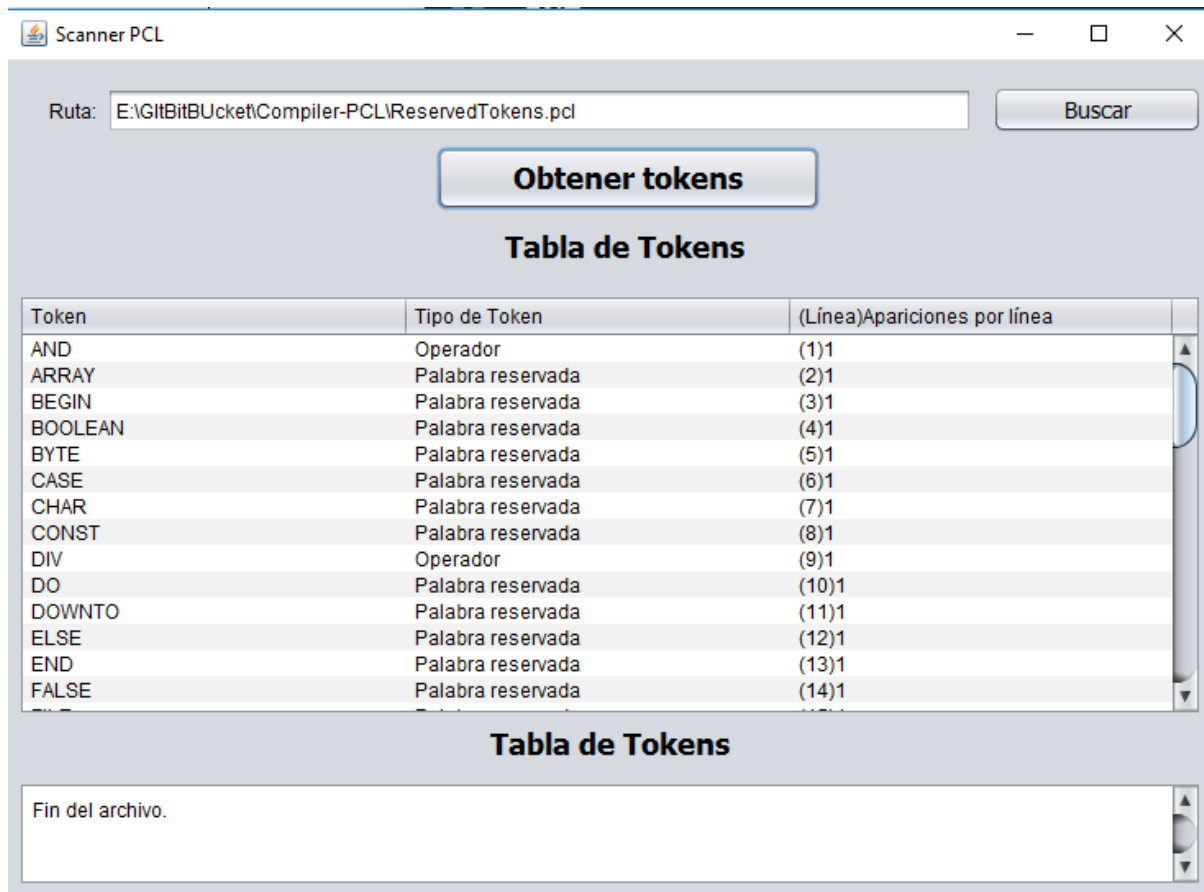 Scanner PCL
Ruta: E:\GItBitBUcket\Compiler-PCL\ReservedTokens.pcl Buscar
Obtener tokens
Tabla de Tokens
Token Tipo de Token (Línea)Apariciones por línea
AND Operador (1)1
ARRAY Palabra reservada (2)1
BEGIN Palabra reservada (3)1
BOOLEAN Palabra reservada (4)1
BYTE Palabra reservada (5)1
CASE Palabra reservada (6)1
CHAR Palabra reservada (7)1
CONST Palabra reservada (8)1
DIV Operador (9)1
DO Palabra reservada (10)1
DOWNTO Palabra reservada (11)1
ELSE Palabra reservada (12)1
END Palabra reservada (13)1
FALSE Palabra reservada (14)1
Tabla de Tokens
Fin del archivo.